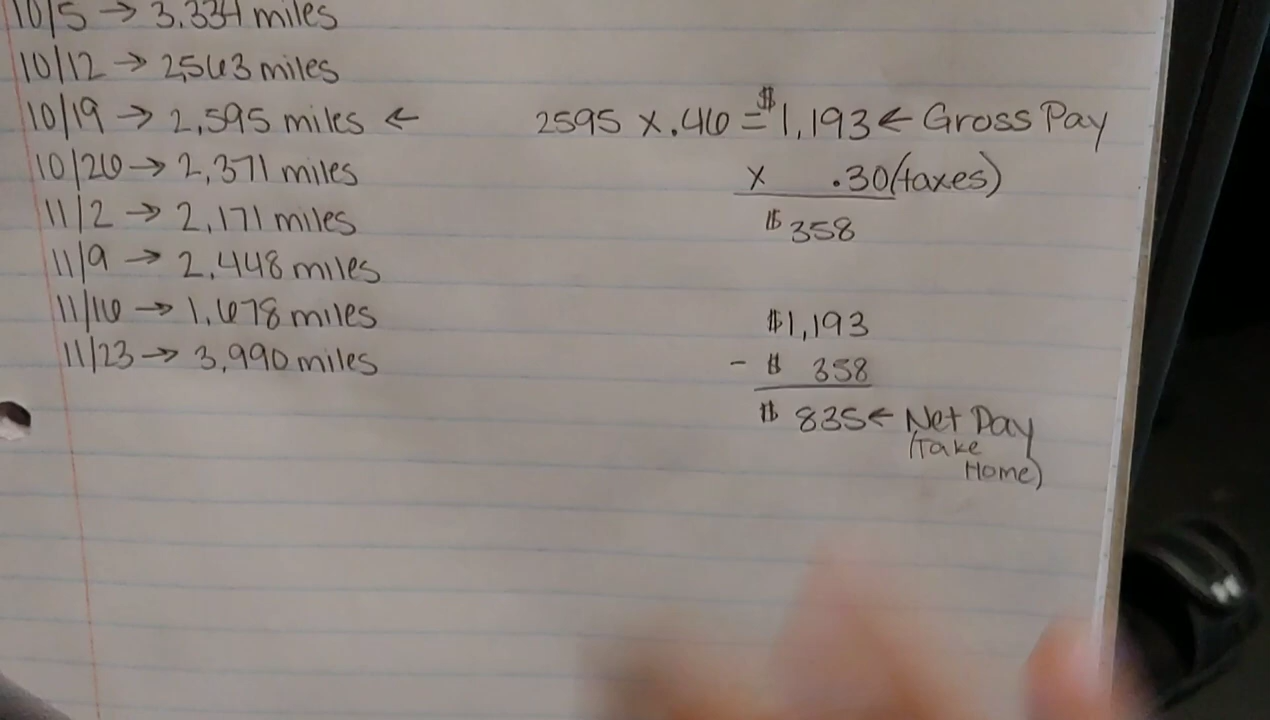 10/5 → 3,334 miles
10/12 → 2,563 miles
10/19 → 2,595 miles ← 2595 x .46 = $1,193 ← Gross Pay
10/26 → 2,371 miles x .30 (taxes)
11/2 → 2,171 miles $358
11/9 → 2,448 miles
11/16 → 1,678 miles $1,193
11/23 → 3,990 miles - $ 358
$ 835 ← Net Pay
(Take
Home)